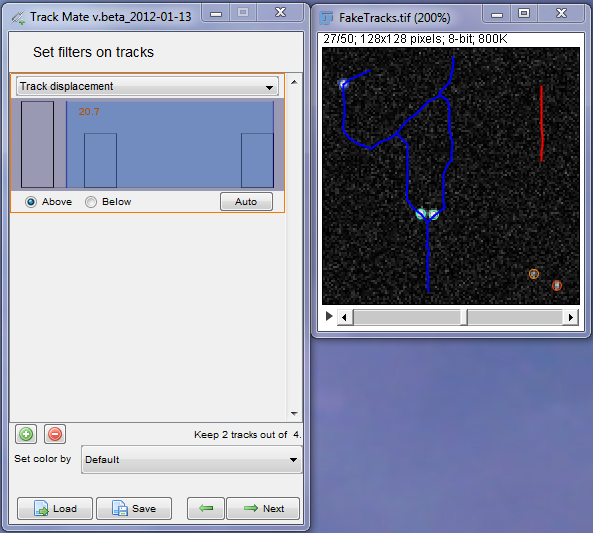 Track Mate v.beta_2012-01-13
Set filters on tracks
Track displacement
20.7
Above
Below
Auto
Keep 2 tracks out of 4.
Set color by
Default
Load
Save
Next
FakeTracks.tif (200%)
27/50; 128x128 pixels; 8-bit; 800K